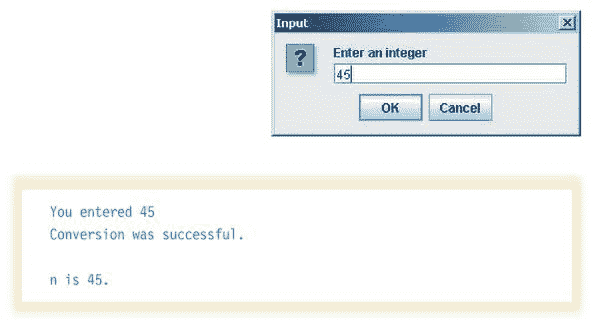 Input
Enter an integer
45
OK Cancel
You entered 45
Conversion was successful.
n is 45.